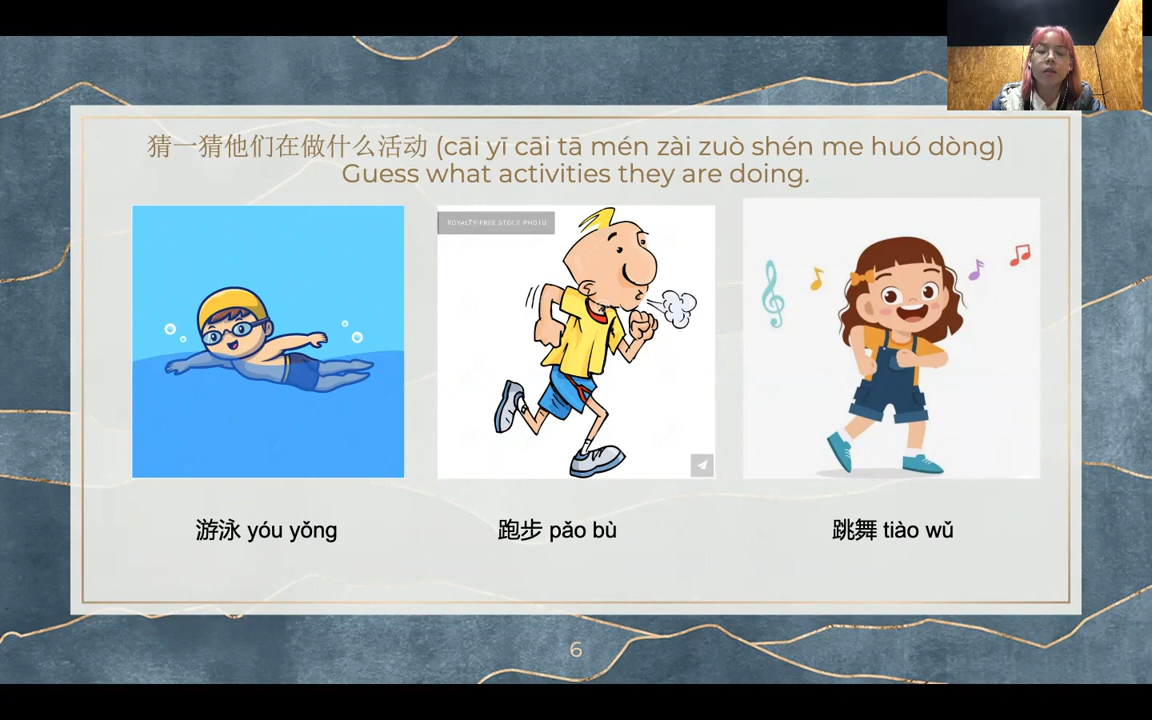 猜一猜他们在做什么活动 (cāi yī cāi tā mén zài zuò shén me huó dòng)
Guess what activities they are doing.
ROYALTY-FREE STOCK PHOTO
游泳 yóu yǒng
跑步 pǎo bù
跳舞 tiào wǔ
6